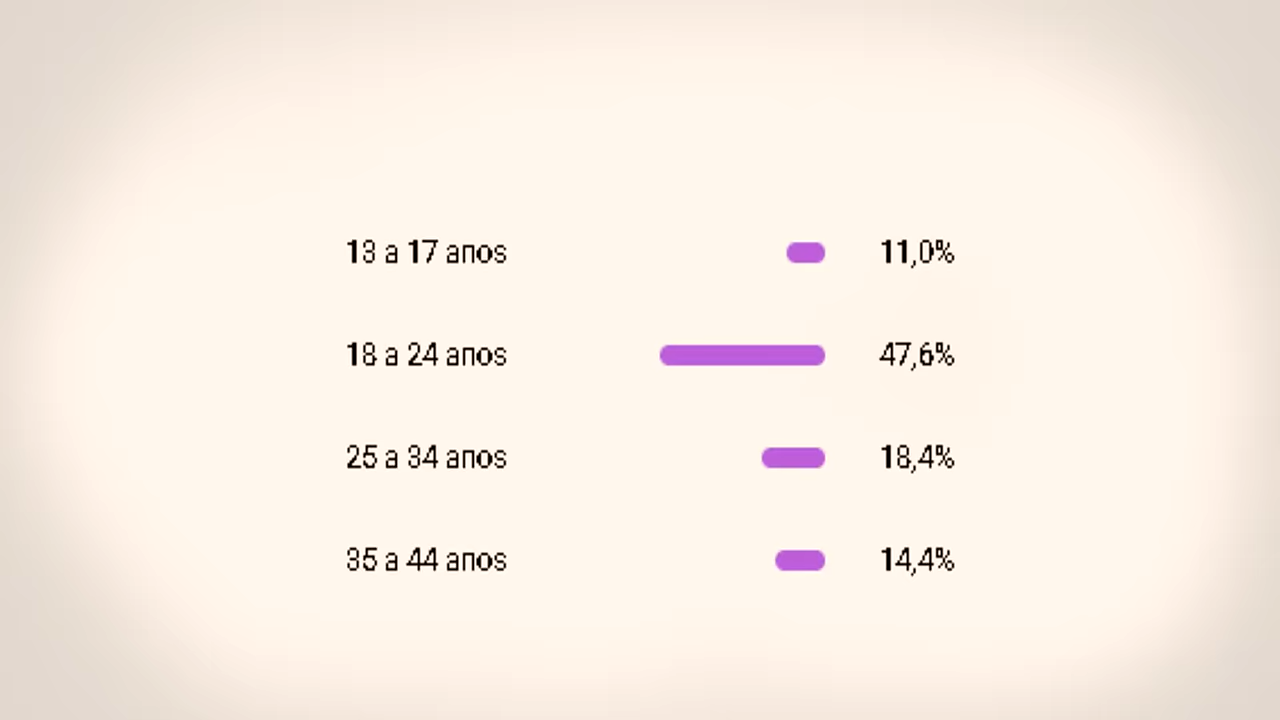 13 a 17 anos 11,0%
18 a 24 anos 47,6%
25 a 34 anos 18,4%
35 a 44 anos 14,4%